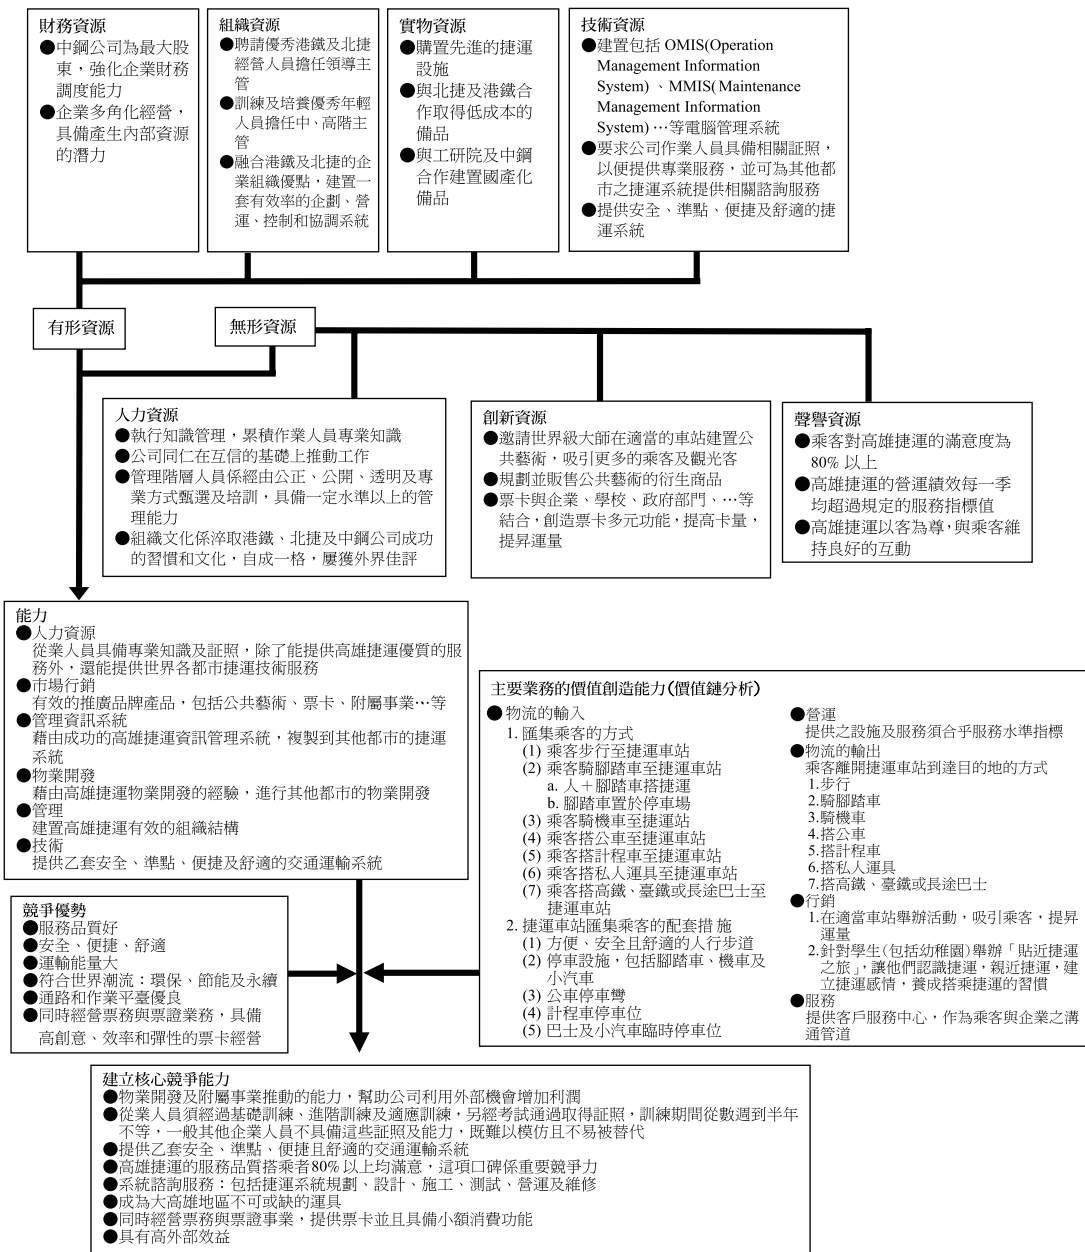 財務資源
●中鋼公司為最大股
東，強化企業財務
調度能力
●企業多角化經營，
具備產生內部資源
的潛力
組織資源
●聘請優秀港鐵及北捷
經營人員擔任領導主
管
●訓練及培養優秀年輕
人員擔任中、高階主
管
●融合港鐵及北捷的企
業組織優點，建置一
套有效率的企劃、營
運、控制和協調系統
實物資源
●購置先進的捷運
設施
●與北捷及港鐵合
作取得低成本的
備品
●與工研院及中鋼
合作建置國產化
備品
技術資源
●建置包括 OMIS(Operation
Management Information
System) 、MMIS(Maintenance
Management Information
System) …等電腦管理系統
●要求公司作業人員具備相關証照，
以便提供專業服務，並可為其他都
市之捷運系統提供相關諮詢服務
●提供安全、準點、便捷及舒適的捷
運系統
有形資源
無形資源
人力資源
●執行知識管理，累積作業人員專業知識
●公司同仁在互信的基礎上推動工作
●管理階層人員係經由公正、公開、透明及專
業方式甄選及培訓，具備一定水準以上的管
理能力
●組織文化係淬取港鐵、北捷及中鋼公司成功
的習慣和文化，自成一格，屢獲外界佳評
創新資源
●邀請世界級大師在適當的車站建置公
共藝術，吸引更多的乘客及觀光客
●規劃並販售公共藝術的衍生商品
●票卡與企業、學校、政府部門、…等
結合，創造票卡多元功能，提高卡量，
提昇運量
聲譽資源
●乘客對高雄捷運的滿意度為
80% 以上
●高雄捷運的營運績效每一季
均超過規定的服務指標值
●高雄捷運以客為尊，與乘客維
持良好的互動
能力
●人力資源
從業人員具備專業知識及証照，除了能提供高雄捷運優質的服
務外，還能提供世界各都市捷運技術服務
●市場行銷
有效的推廣品牌產品，包括公共藝術、票卡、附屬事業…等
●管理資訊系統
藉由成功的高雄捷運資訊管理系統，複製到其他都市的捷運
系統
●物業開發
藉由高雄捷運物業開發的經驗，進行其他都市的物業開發
●管理
建置高雄捷運有效的組織結構
●技術
提供乙套安全、準點、便捷及舒適的交通運輸系統
主要業務的價值創造能力(價值鏈分析)
● 物流的輸入
1. 匯集乘客的方式
(1) 乘客步行至捷運車站
(2) 乘客騎腳踏車至捷運車站
a. 人＋腳踏車搭捷運
b. 腳踏車置於停車場
(3) 乘客騎機車至捷運站
(4) 乘客搭公車至捷運車站
(5) 乘客搭計程車至捷運車站
(6) 乘客搭私人運具至捷運車站
(7) 乘客搭高鐵、臺鐵或長途巴士至
捷運車站
2. 捷運車站匯集乘客的配套措施
(1) 方便、安全且舒適的人行步道
(2) 停車設施，包括腳踏車、機車及
小汽車
(3) 公車停車彎
(4) 計程車停車位
(5) 巴士及小汽車臨時停車位
●營運
提供之設施及服務須合乎服務水準指標
●物流的輸出
乘客離開捷運車站到達目的地的方式
1.步行
2.騎腳踏車
3.騎機車
4.搭公車
5.搭計程車
6.搭私人運具
7.搭高鐵、臺鐵或長途巴士
●行銷
1.在適當車站舉辦活動，吸引乘客，提昇
運量
2.針對學生(包括幼稚園)舉辦「貼近捷運
之旅」，讓他們認識捷運，親近捷運，建
立捷運感情，養成搭乘捷運的習慣
●服務
提供客戶服務中心，作為乘客與企業之溝
通管道
競爭優勢
●服務品質好
●安全、便捷、舒適
●運輸能量大
●符合世界潮流：環保、節能及永續
●通路和作業平臺優良
●同時經營票務與票證業務，具備
高創意、效率和彈性的票卡經營
建立核心競爭能力
●物業開發及附屬事業推動的能力，幫助公司利用外部機會增加利潤
●從業人員須經過基礎訓練、進階訓練及適應訓練，另經考試通過取得証照，訓練期間從數週到半年
不等，一般其他企業人員不具備這些証照及能力，既難以模仿且不易被替代
●提供乙套安全、準點、便捷且舒適的交通運輸系統
●高雄捷運的服務品質搭乘者80% 以上均滿意，這項口碑係重要競爭力
●系統諮詢服務：包括捷運系統規劃、設計、施工、測試、營運及維修
●成為大高雄地區不可或缺的運具
●同時經營票務與票證事業，提供票卡並且具備小額消費功能
●具有高外部效益